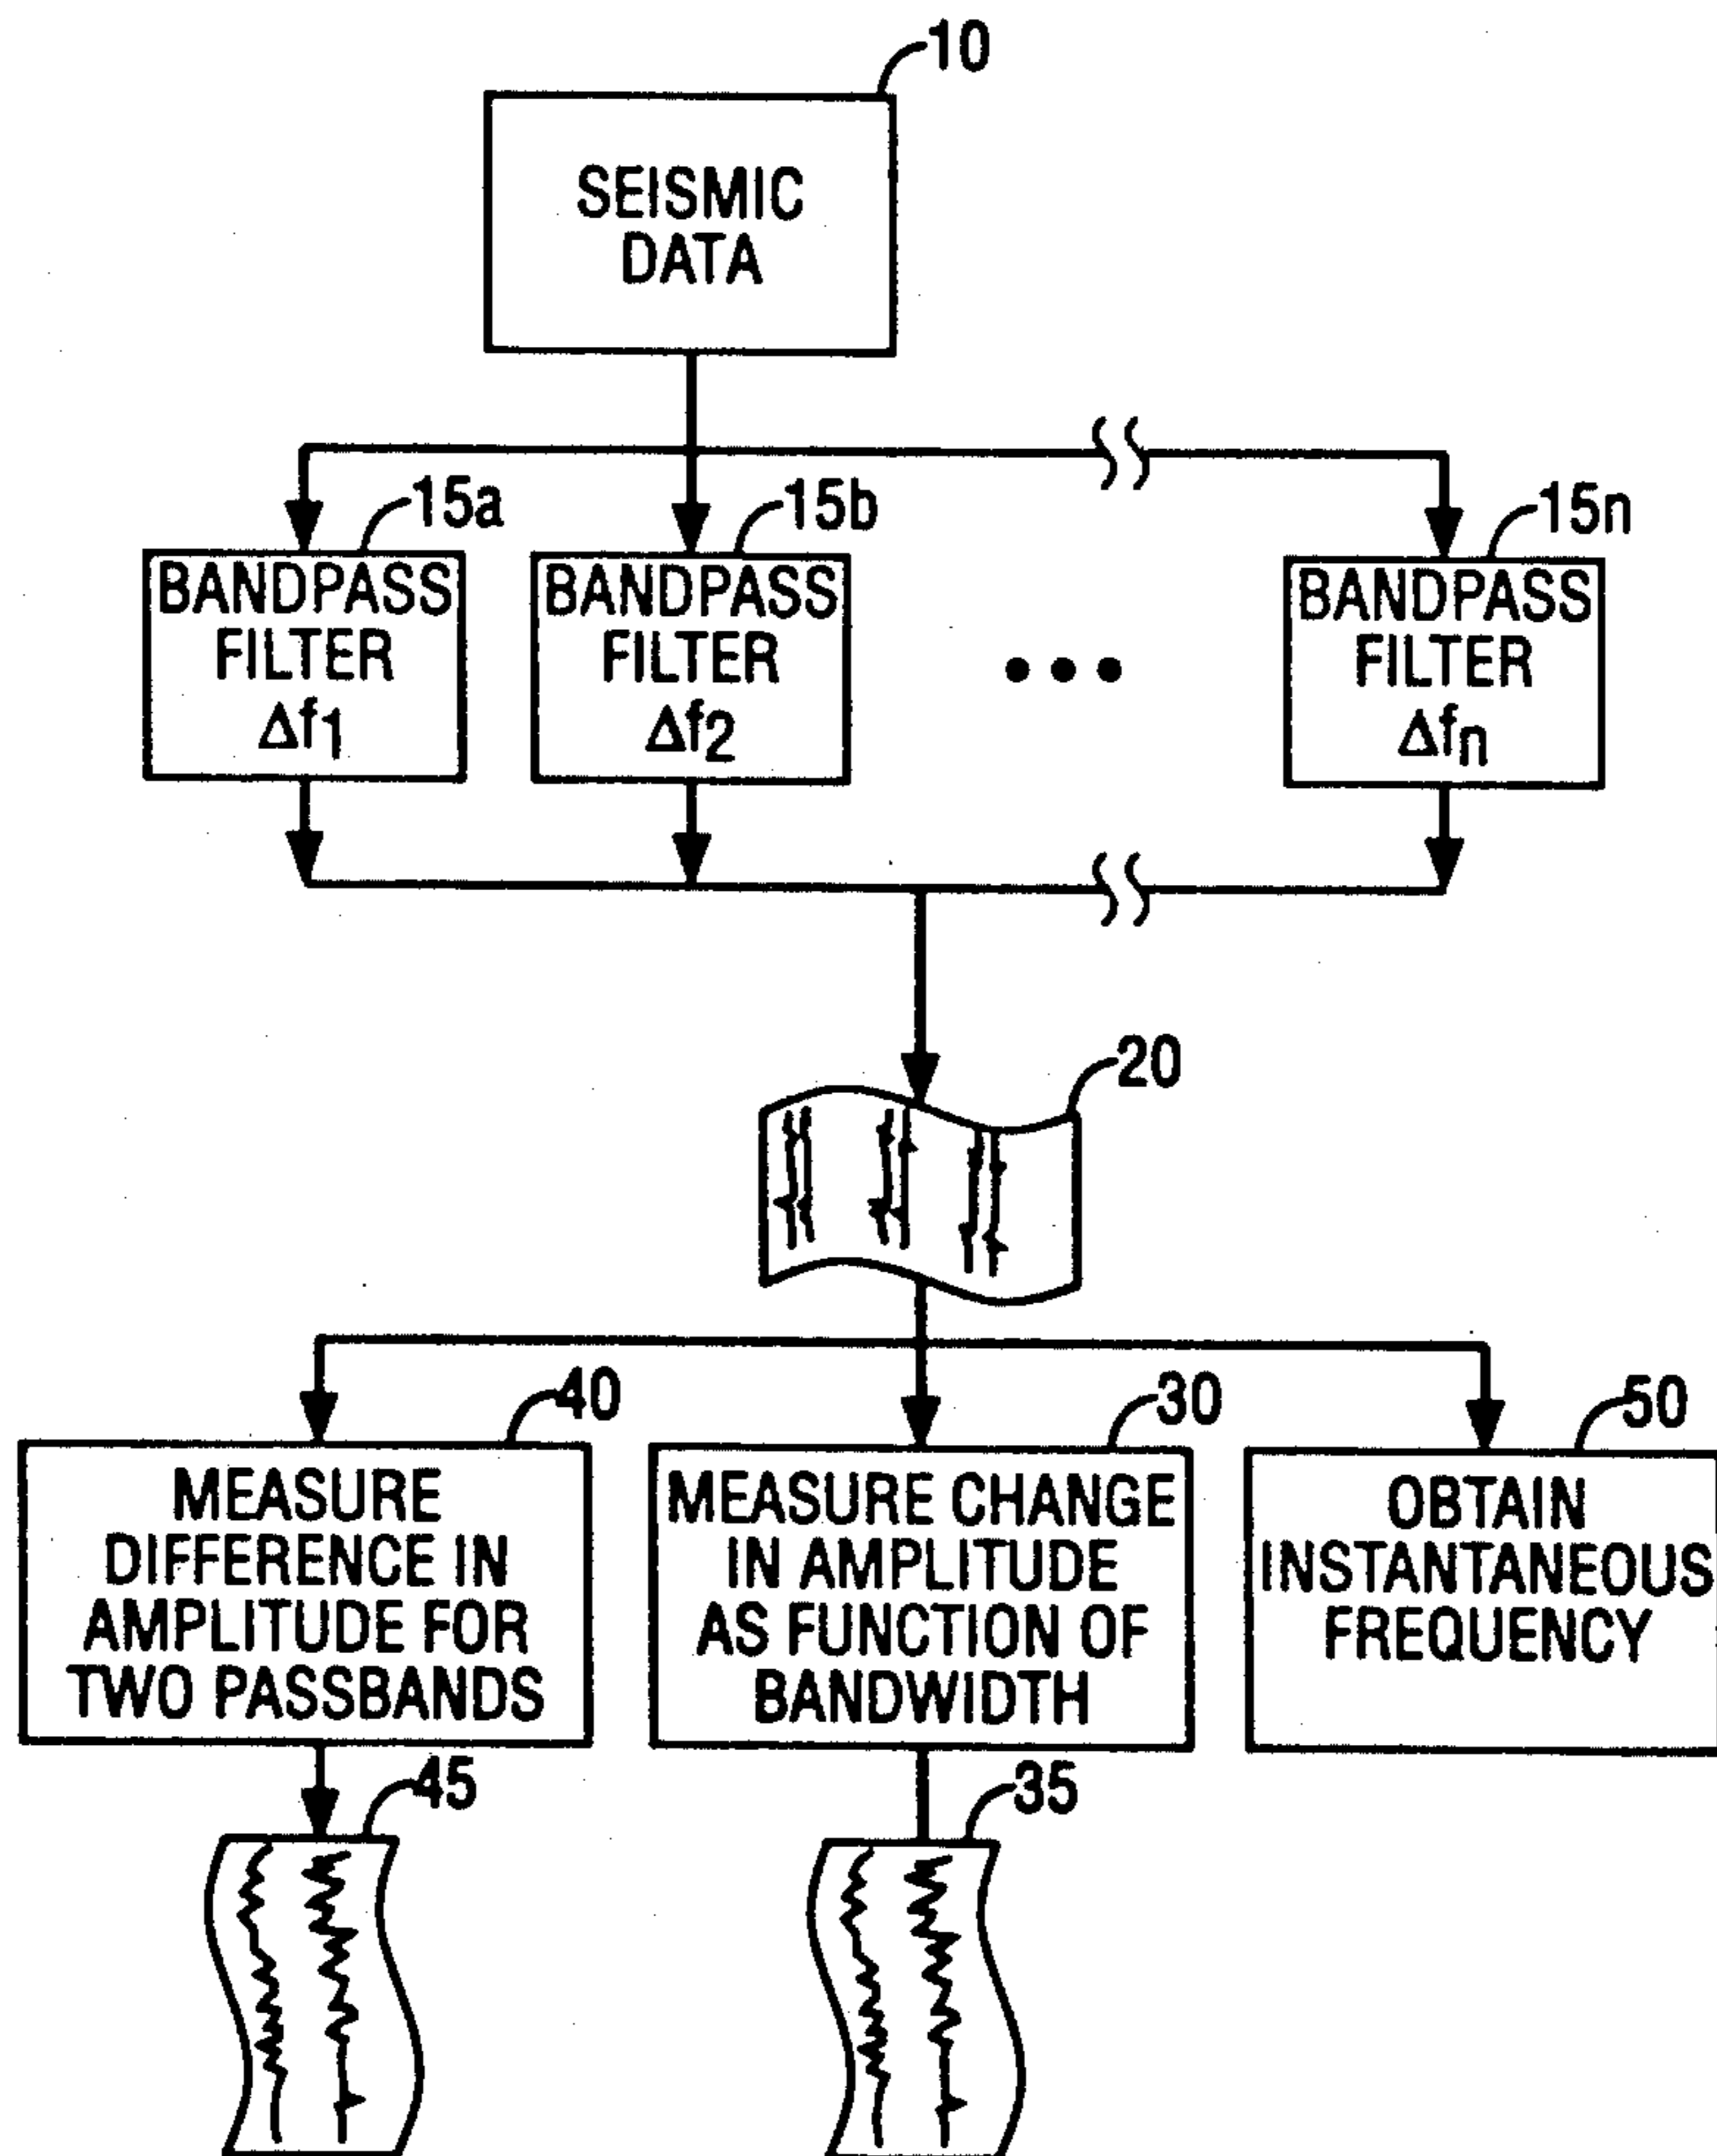 10
SEISMIC
DATA
15a
15b
15n
BANDPASS
FILTER
Δf1
BANDPASS
FILTER
Δf2
BANDPASS
FILTER
Δfn
20
40
30
50
MEASURE
DIFFERENCE IN
AMPLITUDE FOR
TWO PASSBANDS
MEASURE CHANGE
IN AMPLITUDE
AS FUNCTION OF
BANDWIDTH
OBTAIN
INSTANTANEOUS
FREQUENCY
45
35